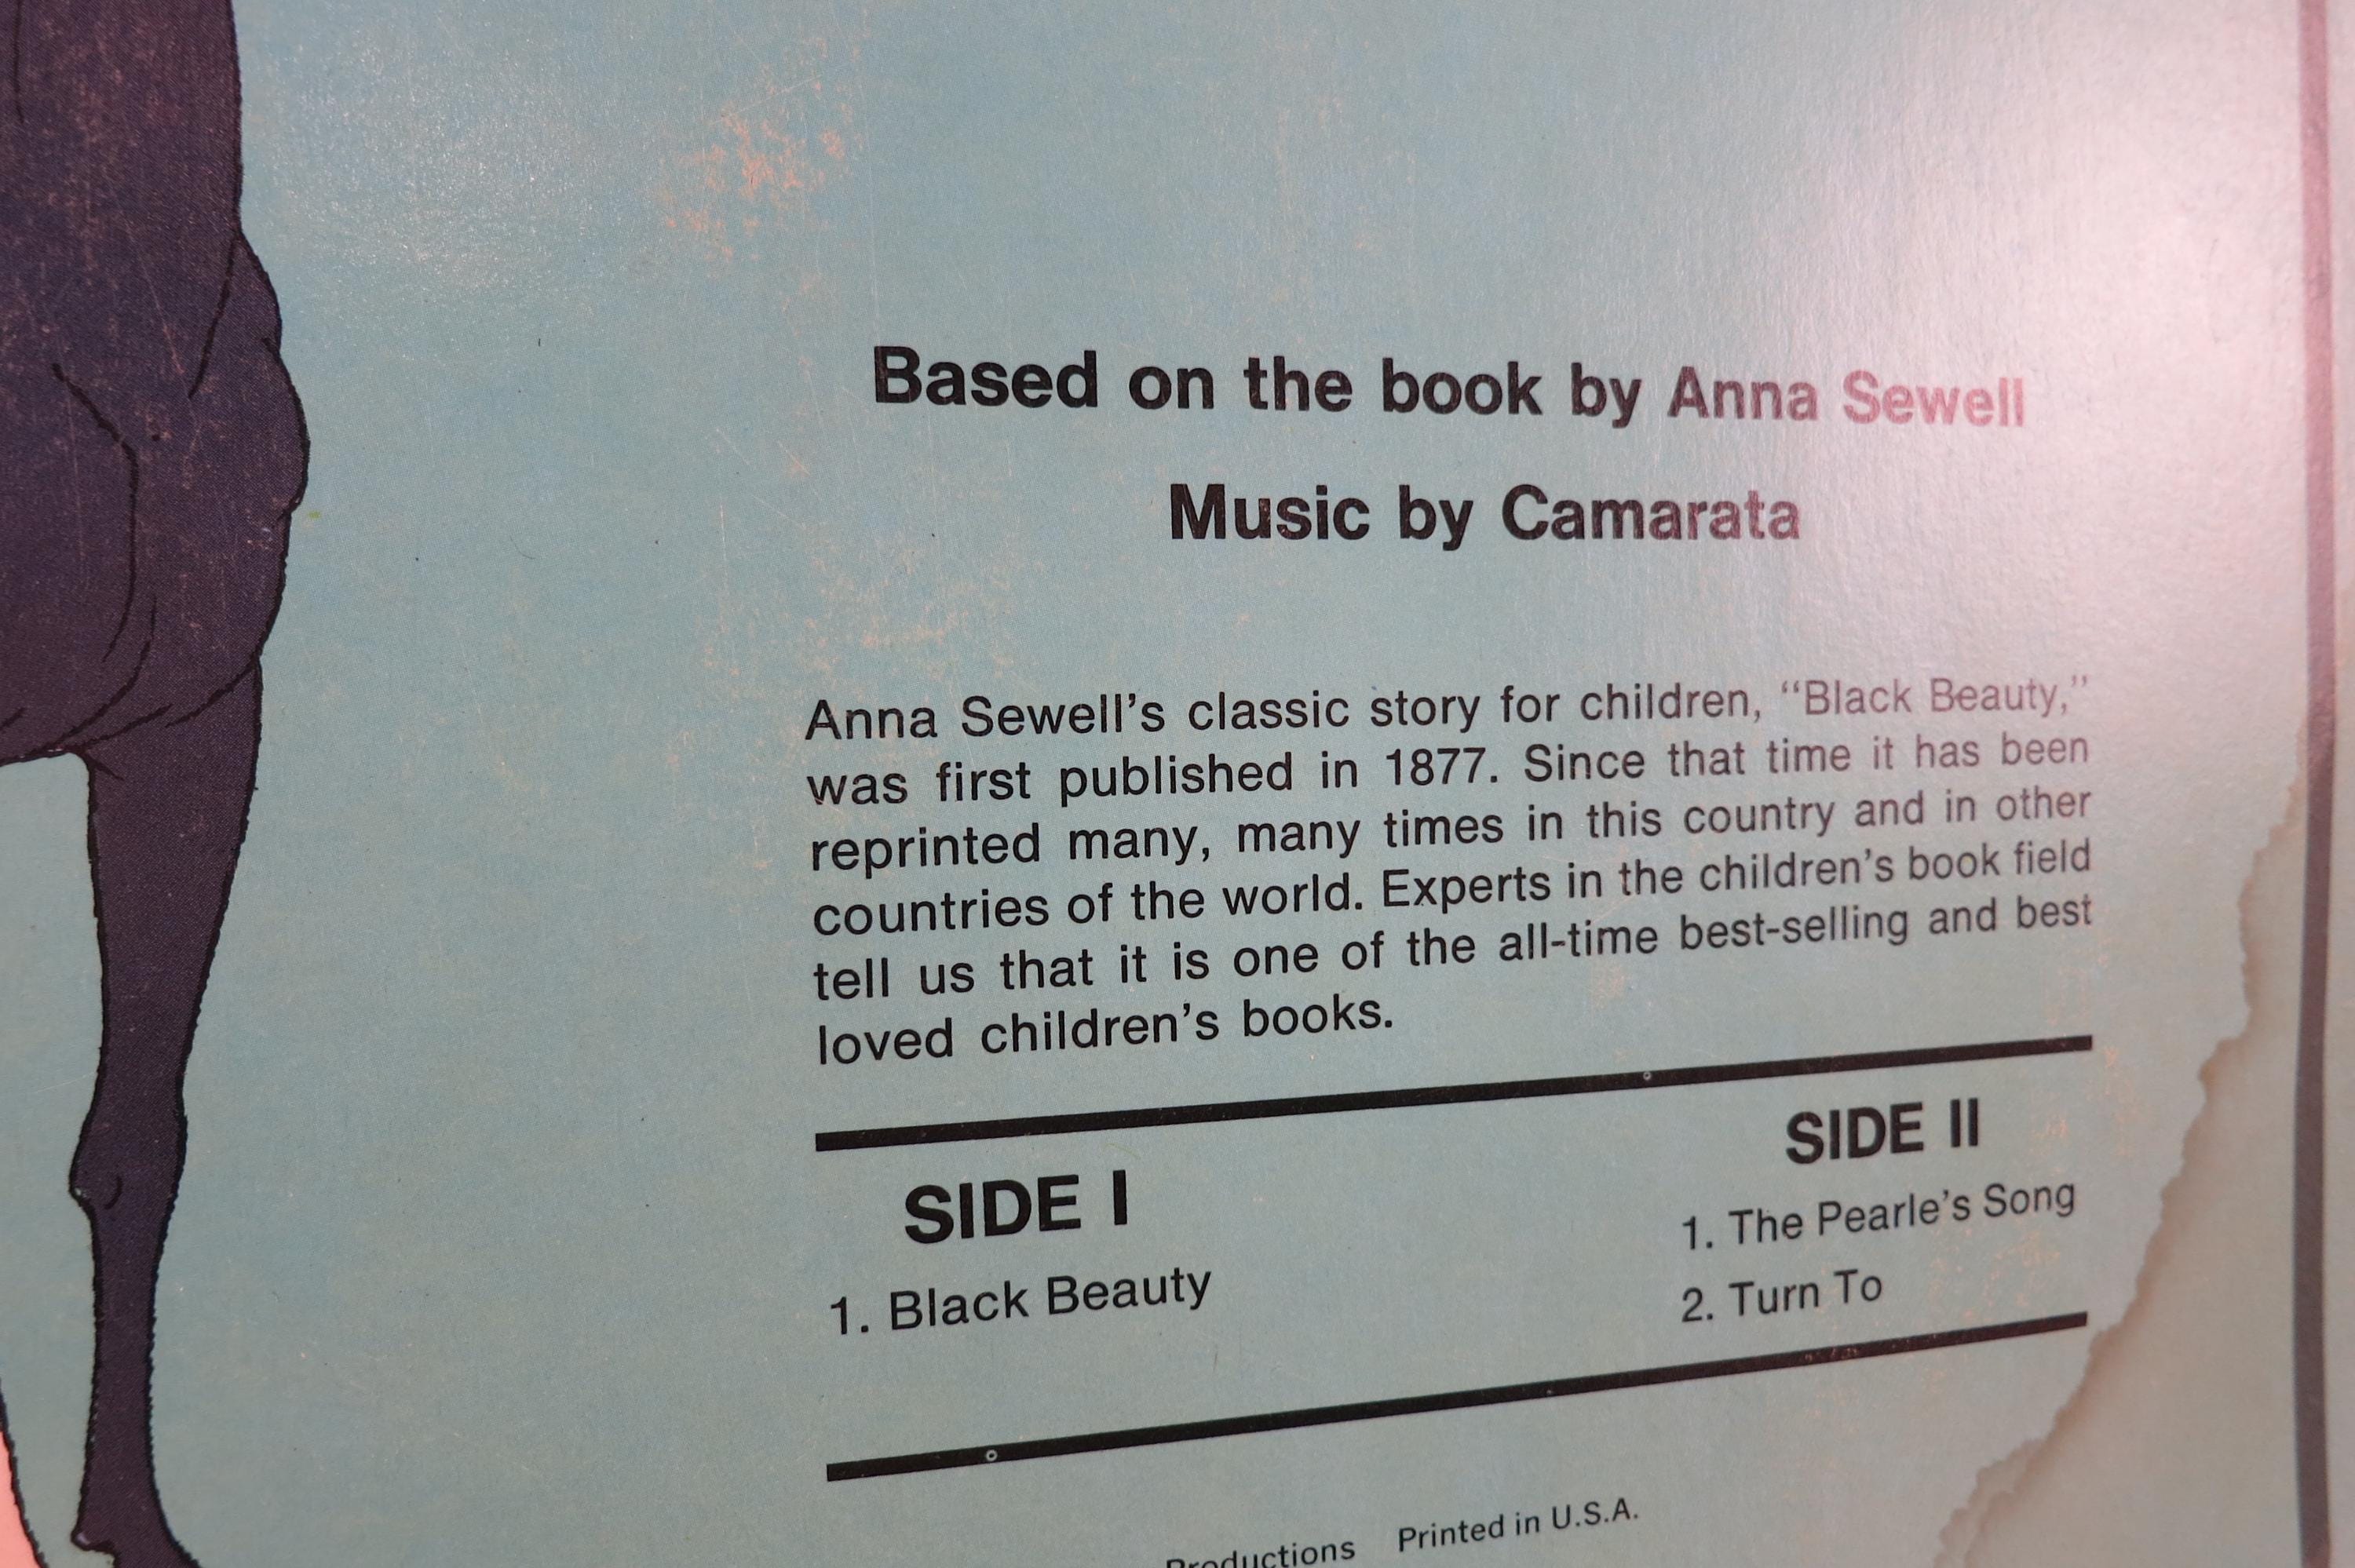 Based on the book by Anna Sewell
Music by Camarata
Anna Sewell’s classic story for children, “Black Beauty,”
was first published in 1877. Since that time it has been
reprinted many, many times in this country and in other
countries of the world. Experts in the children’s book field
tell us that it is one of the all-time best-selling and best
loved children’s books.
SIDE I
1. Black Beauty
SIDE II
1. The Pearle’s Song
2. Turn To
Productions Printed in U.S.A.